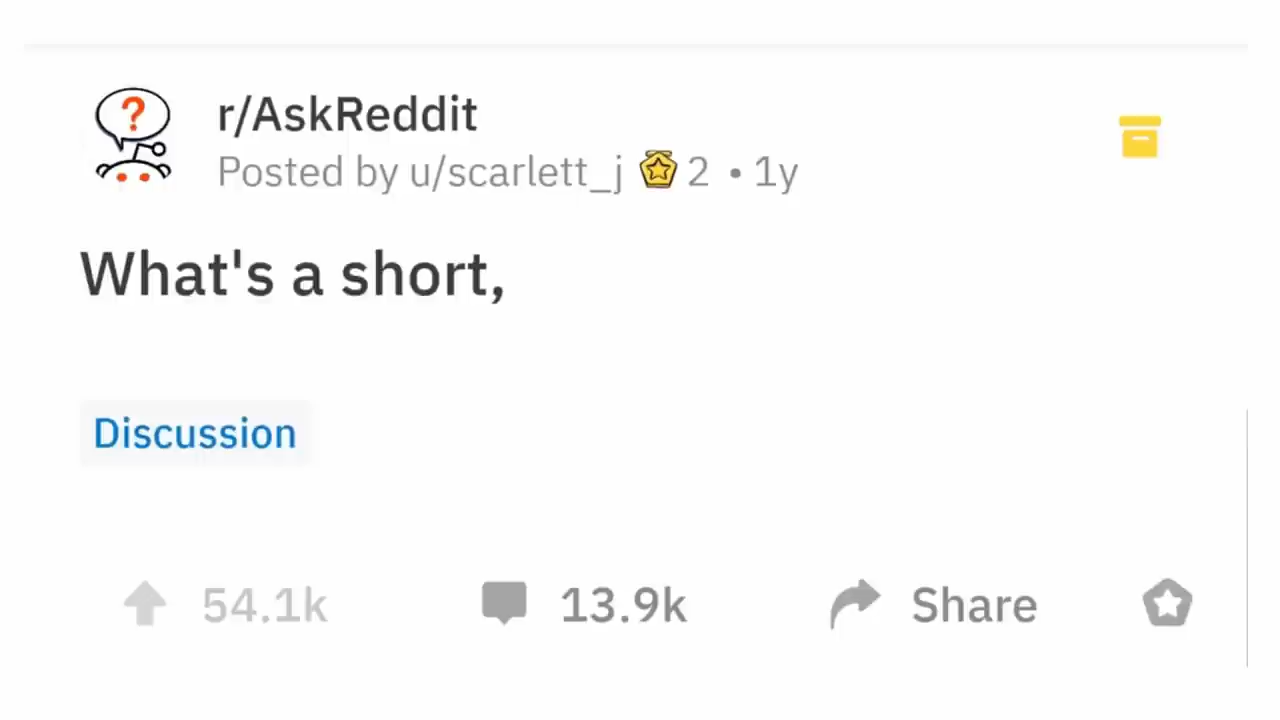 ?
r/AskReddit
Posted by u/scarlett_j 2 • 1y
What's a short,
Discussion
54.1k 13.9k Share